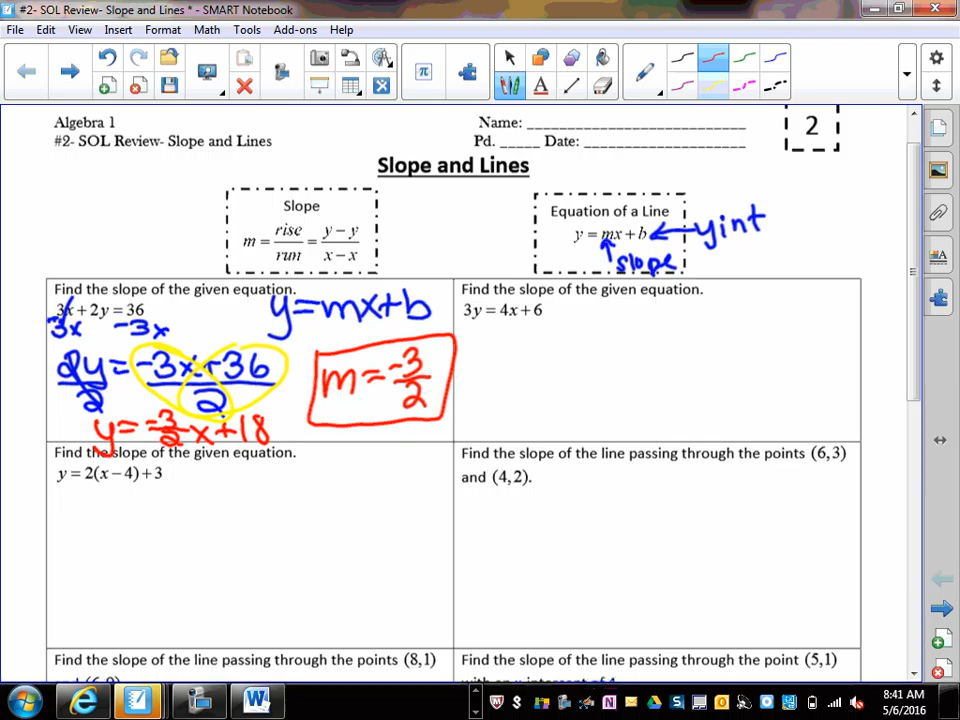 #2- SOL Review- Slope and Lines * - SMART Notebook
File Edit View Insert Format Math Tools Add-ons Help
Algebra 1
Name: ___________________________
#2- SOL Review- Slope and Lines
Pd. _____ Date: ____________________
2
Slope and Lines
Slope
m = rise/run = y − y/x − x
Equation of a Line
y = mx + b
yint
slope
Find the slope of the given equation.
3x + 2y = 36
-3x -3x
y=mx+b
2y = -3x+36
2 2
y = -3/2 x+18
m = -3/2
Find the slope of the given equation.
3y = 4x + 6
Find the slope of the given equation.
y = 2(x − 4) + 3
Find the slope of the line passing through the points (6,3)
and (4,2).
Find the slope of the line passing through the points (8,1)
Find the slope of the line passing through the point (5,1)
8:41 AM
5/6/2016